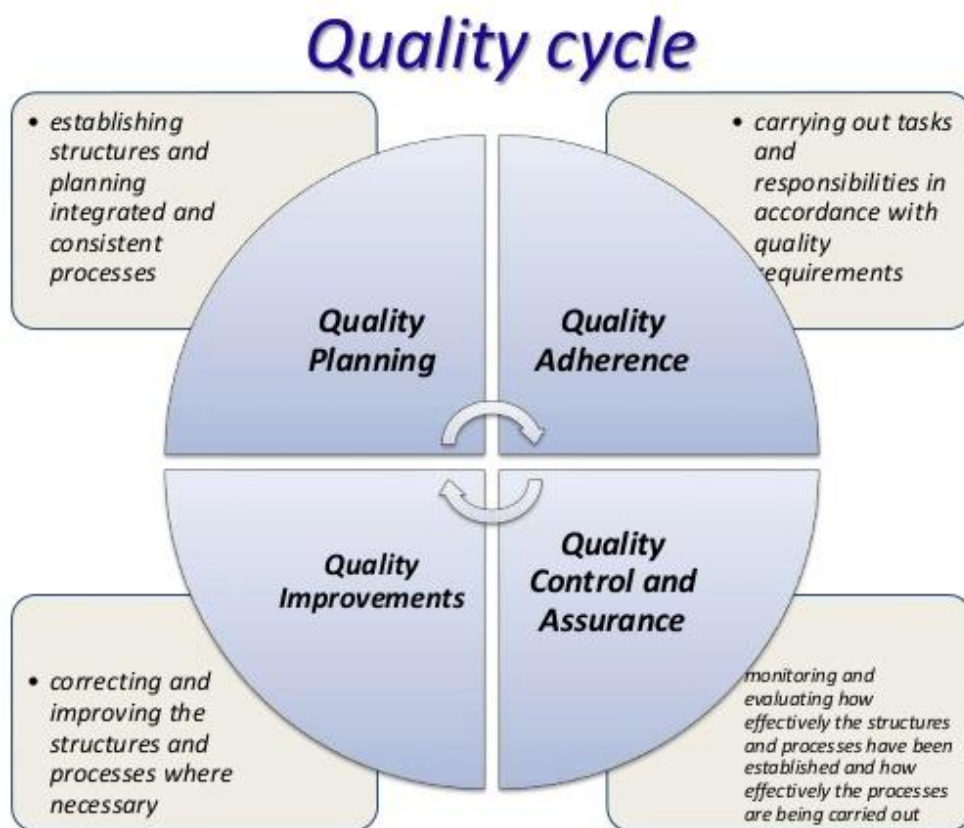 Quality cycle
• establishing
structures and
planning
integrated and
consistent
processes
• carrying out tasks
and
responsibilities in
accordance with
quality
requirements
Quality
Planning
Quality
Adherence
Quality
Improvements
Quality
Control and
Assurance
• correcting and
improving the
structures and
processes where
necessary
monitoring and
evaluating how
effectively the structures
and processes have been
established and how
effectively the processes
are being carried out